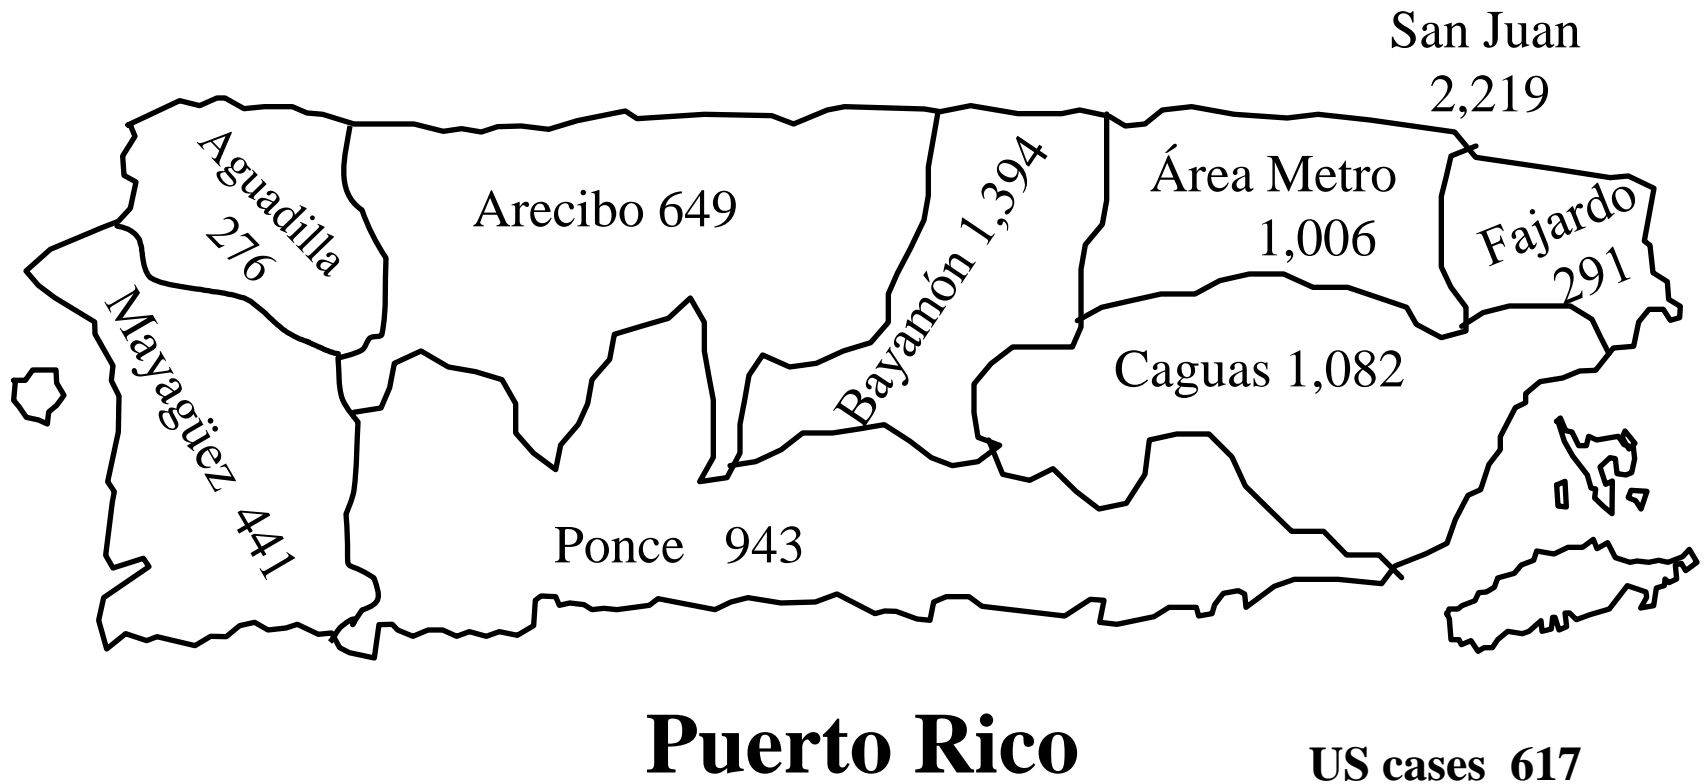 San Juan
2,219
Aguadilla
276
Arecibo 649
Bayamón 1,394
Área Metro
1,006
Fajardo
291
Mayagüez 441
Caguas 1,082
Ponce 943
Puerto Rico
US cases 617